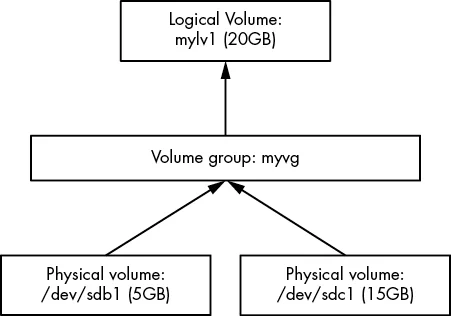 Logical Volume:
mylv1 (20GB)
Volume group: myvg
Physical volume:
/dev/sdb1 (5GB)
Physical volume:
/dev/sdc1 (15GB)